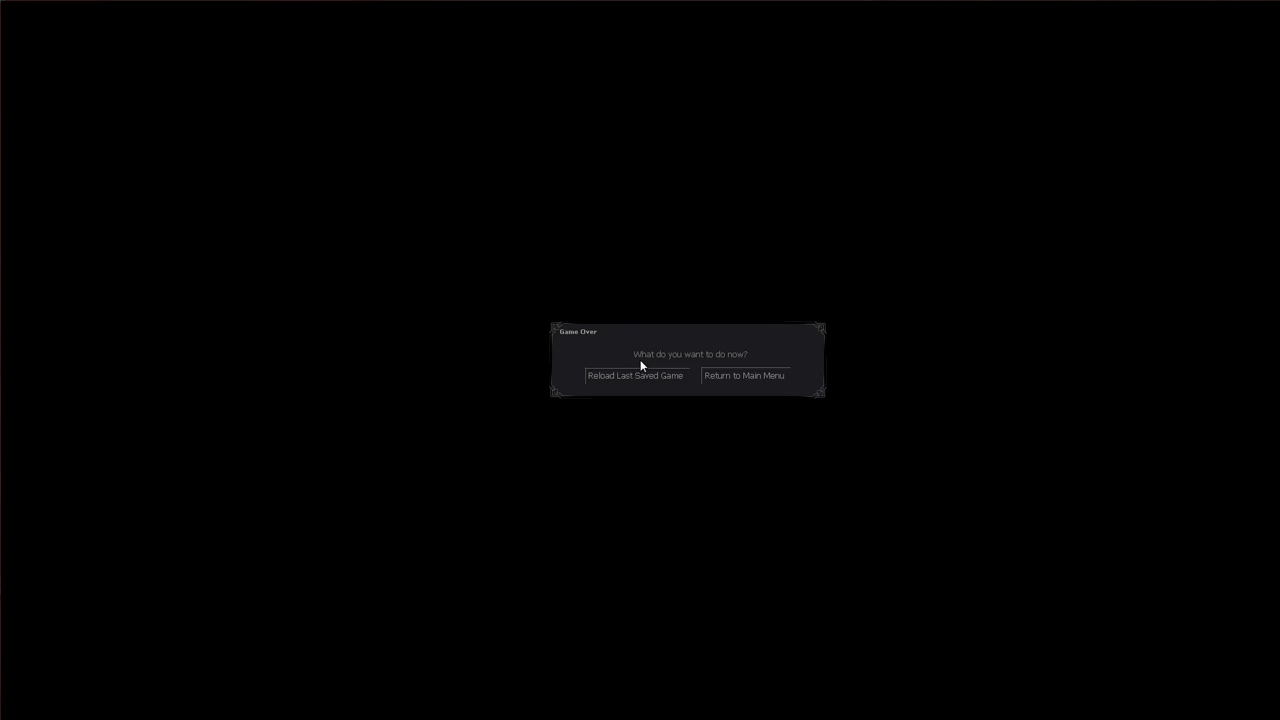 Game Over
What do you want to do now?
Reload Last Saved Game
Return to Main Menu